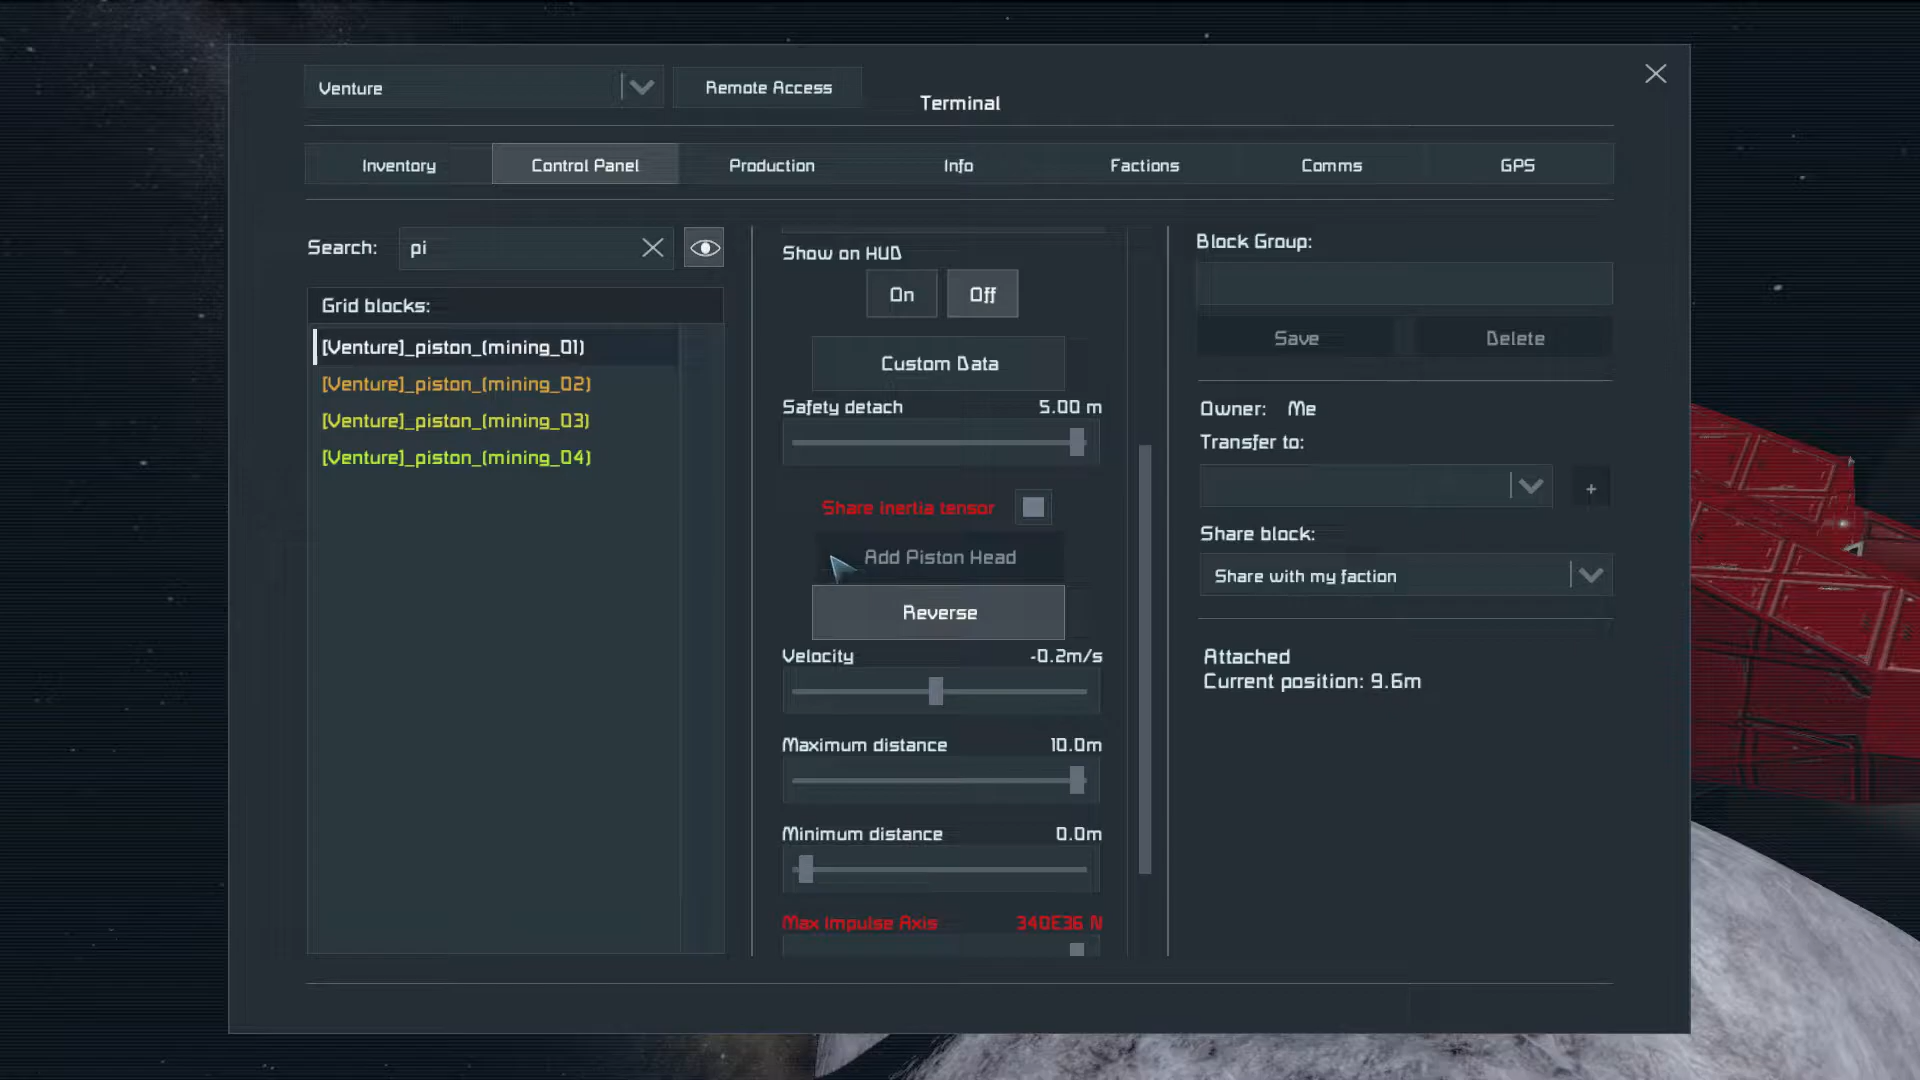 Venture
Remote Access
Terminal
Inventory
Control Panel
Production
Info
Factions
Comms
GPS
Search:
pi
Grid blocks:
[Venture]_piston_(mining_01)
[Venture]_piston_(mining_02)
[Venture]_piston_(mining_03)
[Venture]_piston_(mining_04)
Show on HUD
On
Off
Custom Data
Safety detach 5.00 m
Share inertia tensor
Add Piston Head
Reverse
Velocity -0.2m/s
Maximum distance 10.0m
Minimum distance 0.0m
Max Impulse Axis 340E36 N
Block Group:
Save
Delete
Owner: Me
Transfer to:
+
Share block:
Share with my faction
Attached
Current position: 9.6m